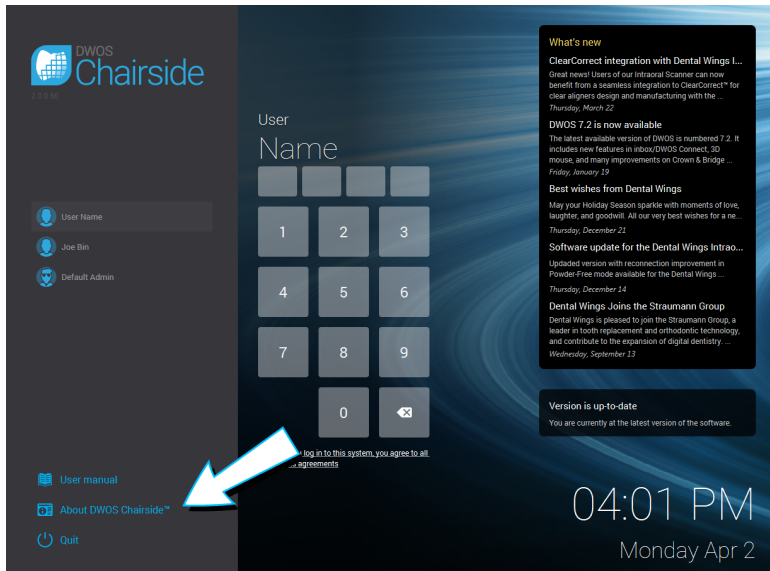 DWOS
Chairside
2.0.0.60
User Name
Joe Bin
Default Admin
User manual
About DWOS Chairside™
Quit
User
Name
1 2 3
4 5 6
7 8 9
0
log in to this system, you agree to all
agreements
What's new
ClearCorrect integration with Dental Wings I...
Great news! Users of our Intraoral Scanner can now
benefit from a seamless integration to ClearCorrect™ for
clear aligners design and manufacturing with the ...
Thursday, March 22
DWOS 7.2 is now available
The latest available version of DWOS is numbered 7.2. It
includes new features in inbox/DWOS Connect, 3D
mouse, and many improvements on Crown & Bridge ...
Friday, January 19
Best wishes from Dental Wings
May your Holiday Season sparkle with moments of love,
laughter, and goodwill. All our very best wishes for a ne...
Thursday, December 21
Software update for the Dental Wings Intrao...
Updaded version with reconnection improvement in
Powder-Free mode available for the Dental Wings ...
Thursday, December 14
Dental Wings Joins the Straumann Group
Dental Wings is pleased to join the Straumann Group, a
leader in tooth replacement and orthodontic technology,
and contribute to the expansion of digital dentistry. ...
Wednesday, September 13
Version is up-to-date
You are currently at the latest version of the software.
04:01 PM
Monday Apr 2